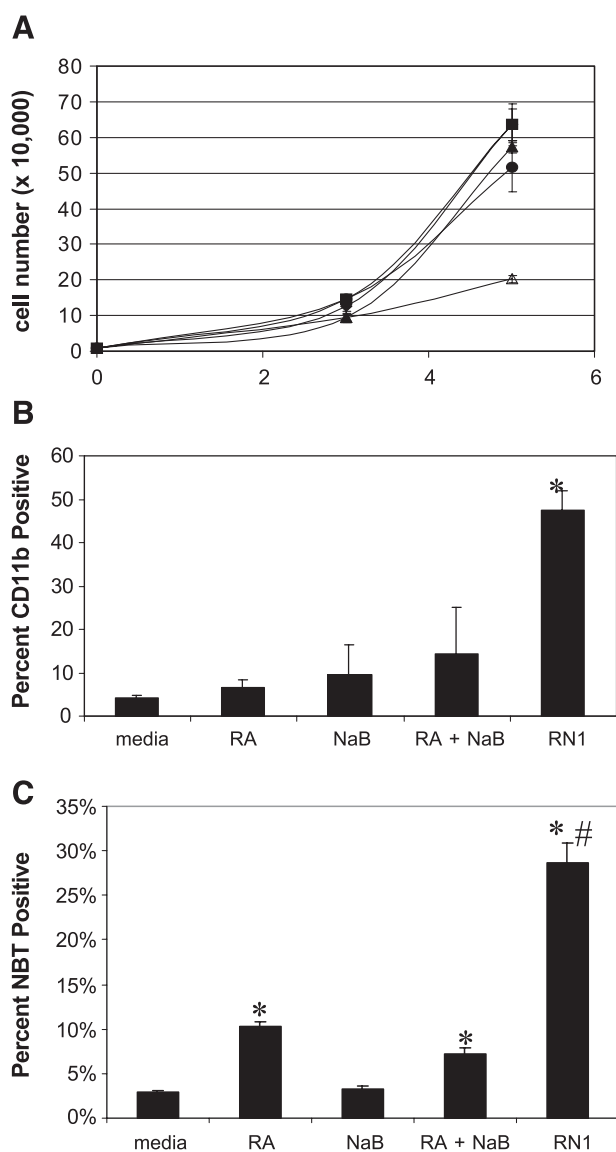 A
cell number (x 10,000)
80
70
60
50
40
30
20
10
0
0 2 4 6
B
Percent CD11b Positive
60
50
40
30
20
10
0
*
media RA NaB RA + NaB RN1
C
Percent NBT Positive
35%
30%
25%
20%
15%
10%
5%
0%
* * * #
media RA NaB RA + NaB RN1